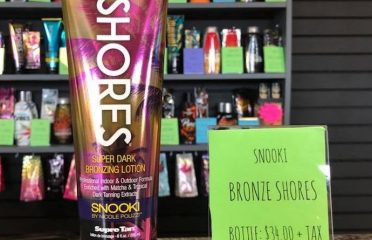 SHORES
SUPER DARK
BRONZING LOTION
Professional Indoor & Outdoor Formula
Enriched with Matcha & Tropical
Dark Tanning Extracts
SNOOKI
BY NICOLE POLIZZI
Supre Tan
SNOOKI
BRONZE SHORES
BOTTLE: $34.00 + TAX